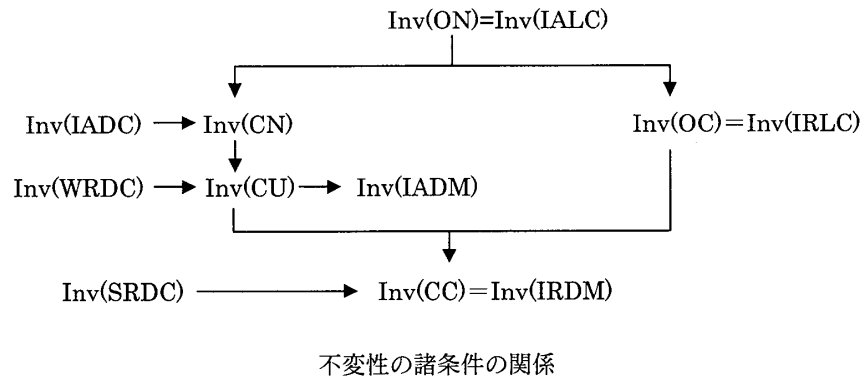 Inv(ON)=Inv(IALC)
Inv(IADC) Inv(CN) Inv(OC)=Inv(IRLC)
Inv(WRDC) Inv(CU) Inv(IADM)
Inv(SRDC) Inv(CC)=Inv(IRDM)
不変性の諸条件の関係